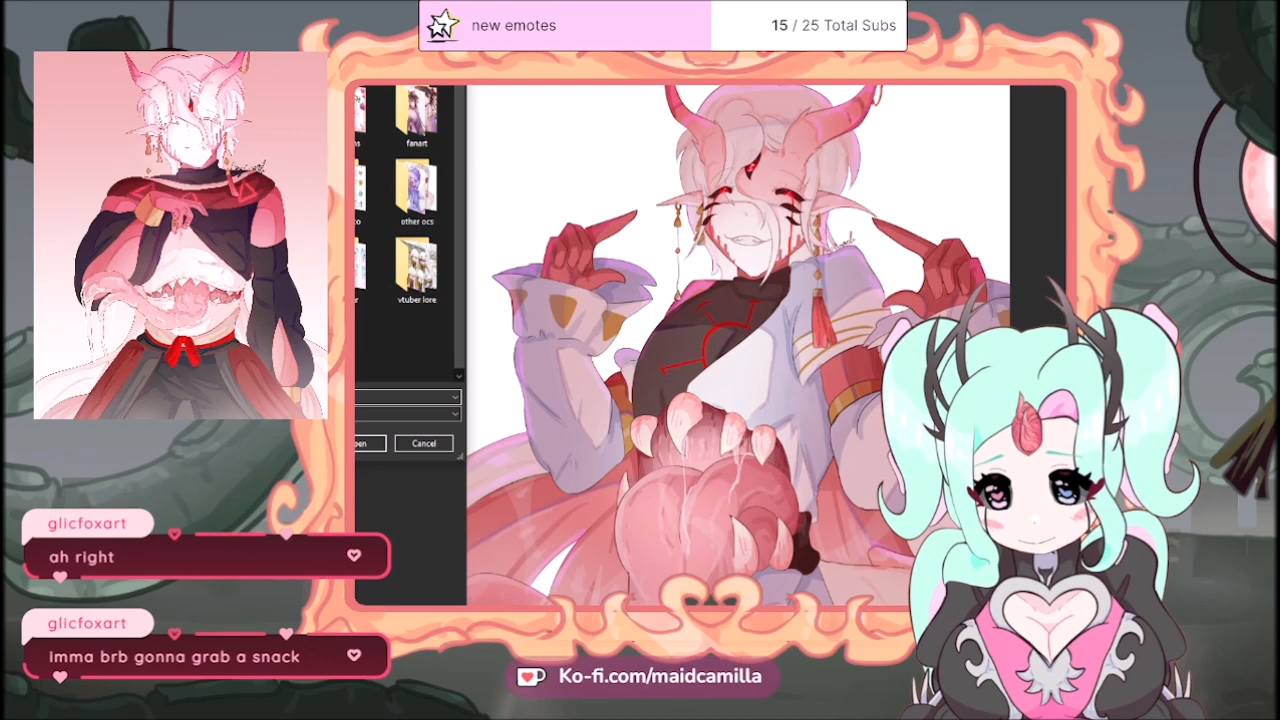 new emotes
15 / 25 Total Subs
fanart
other ocs
vtuber lore
Cancel
glicfoxart
ah right
glicfoxart
imma brb gonna grab a snack
Ko-fi.com/maidcamilla